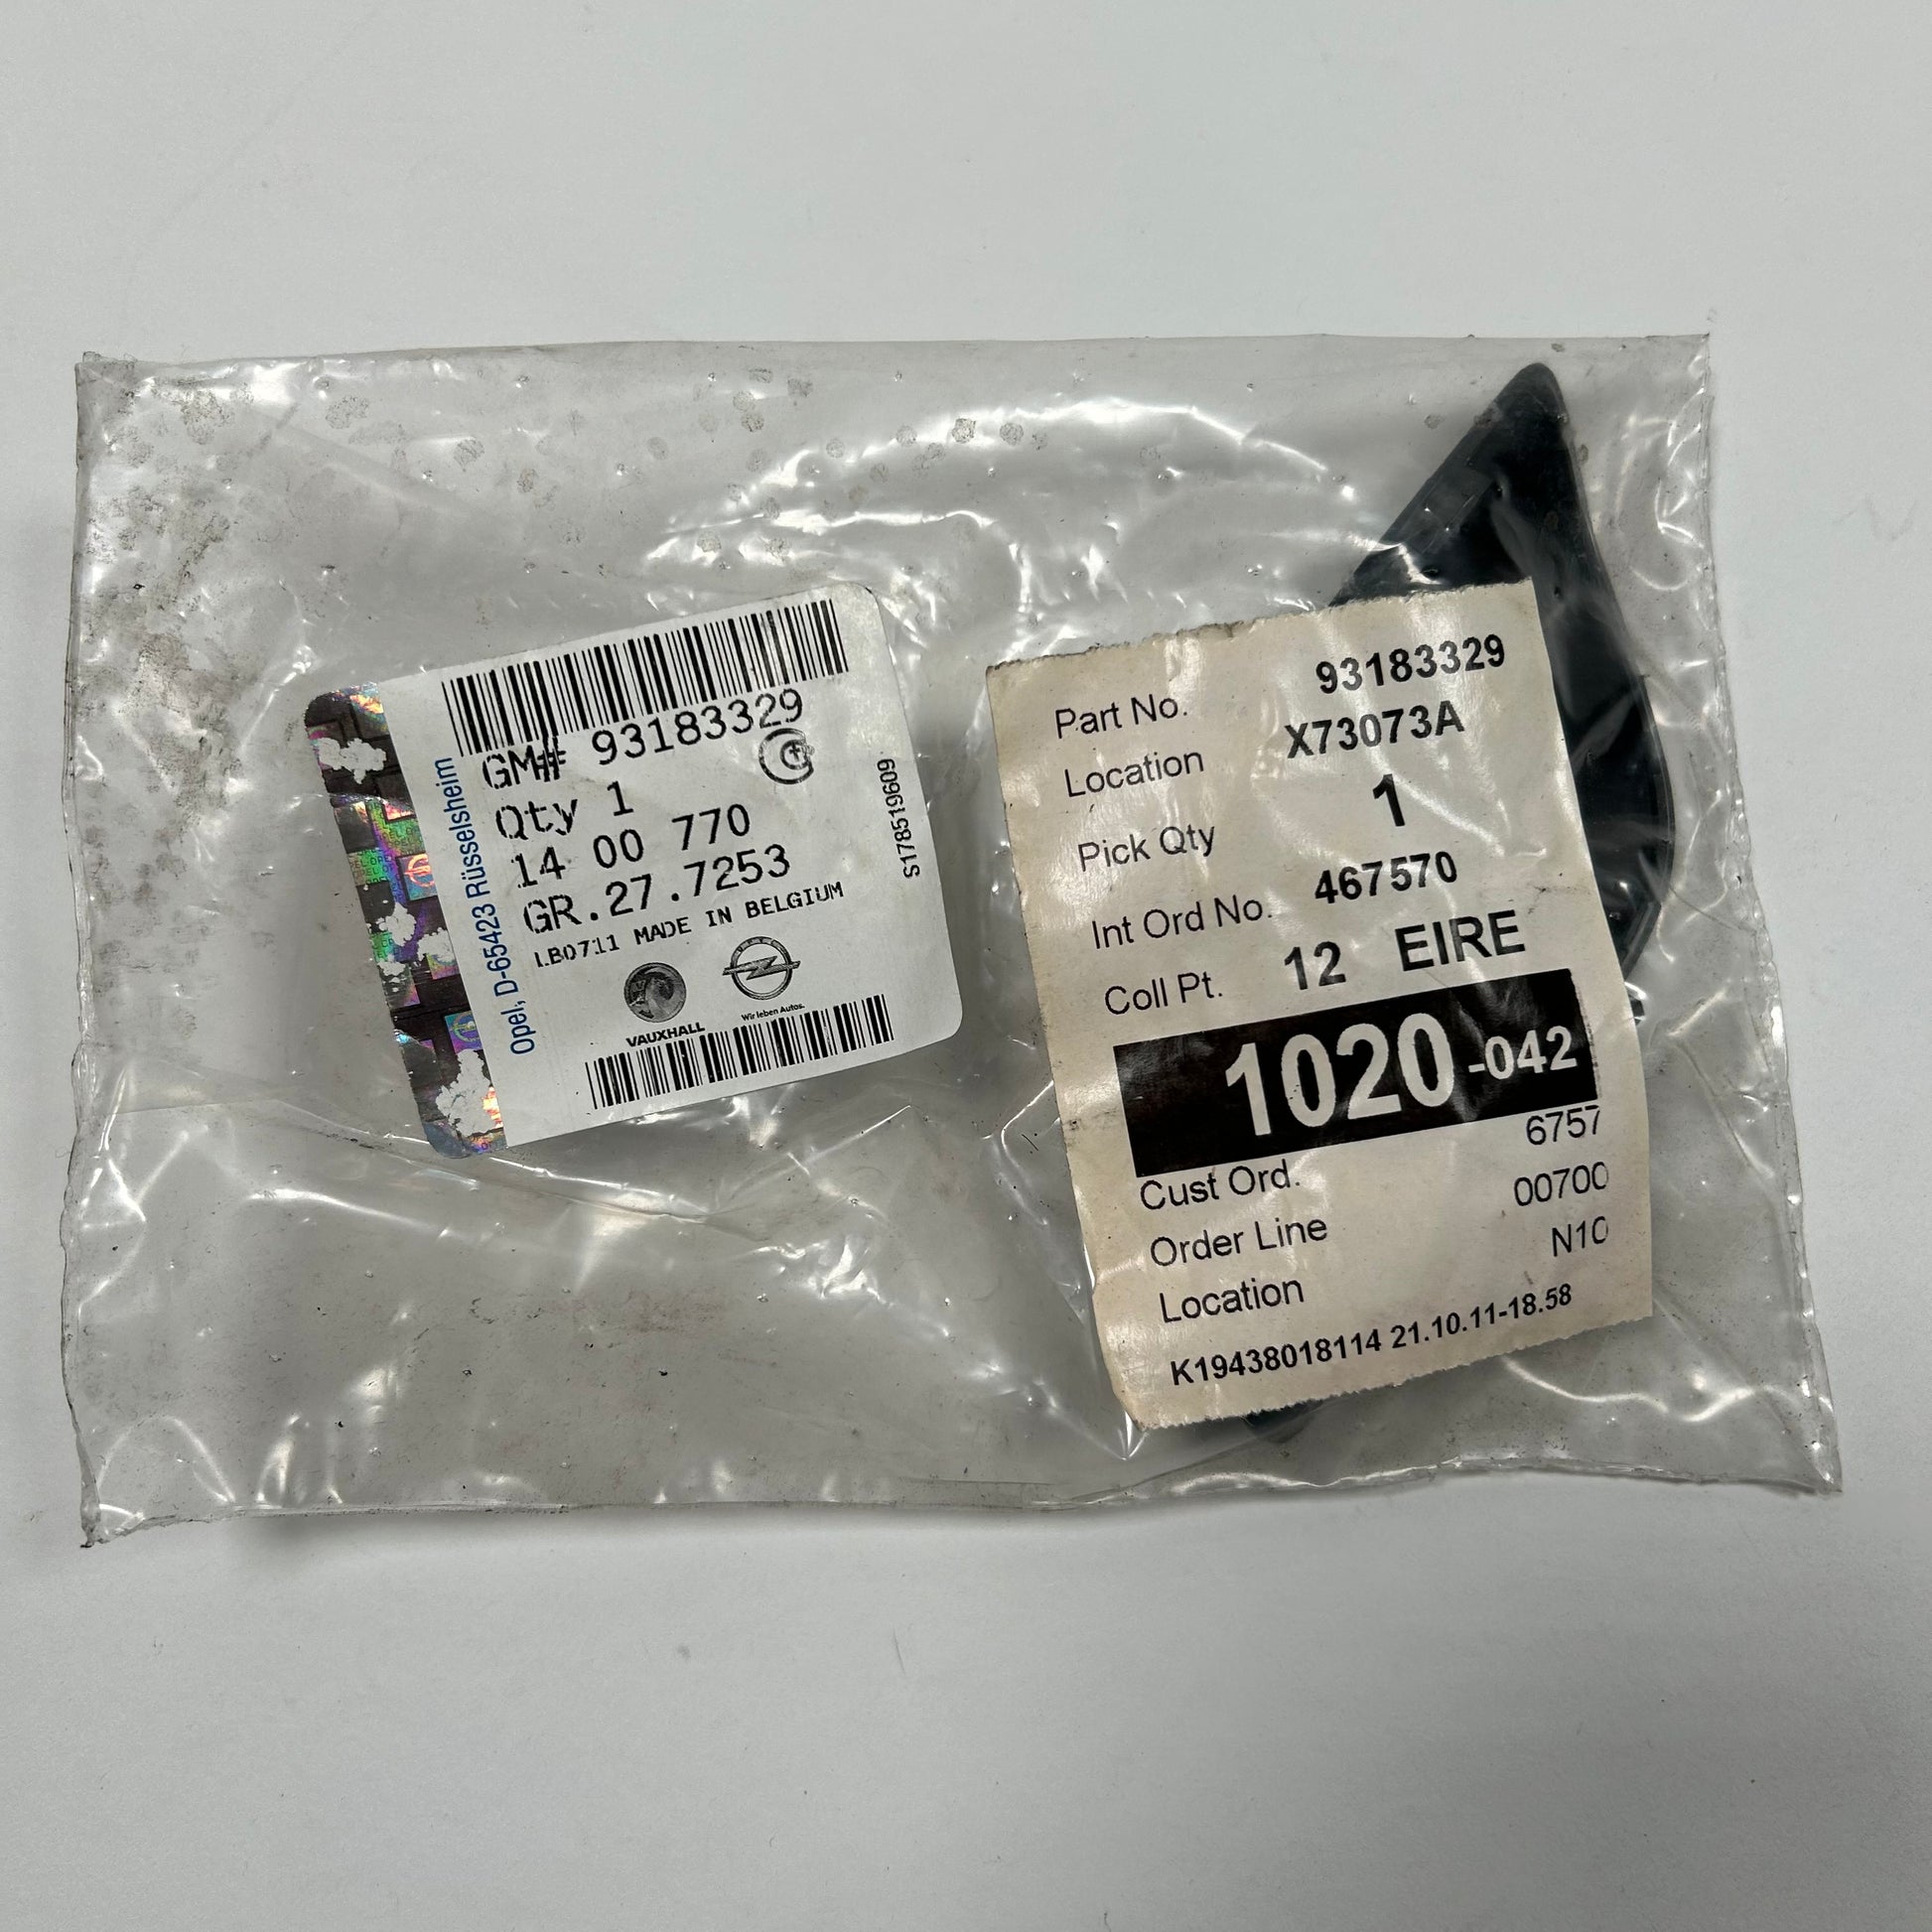 GM# 93183329
Qty 1
14 00 770
GR.27.7253
LB0711 MADE IN BELGIUM
VAUXHALL
Wir leben Autos.
Opel, D-65423 Rüsselsheim
S178519609
Part No. 93183329
Location X73073A
Pick Qty 1
Int Ord No. 467570
Coll Pt. 12 EIRE
1020-042
6757
Cust Ord. 00700
Order Line N10
Location
K19438018114 21.10.11-18.58